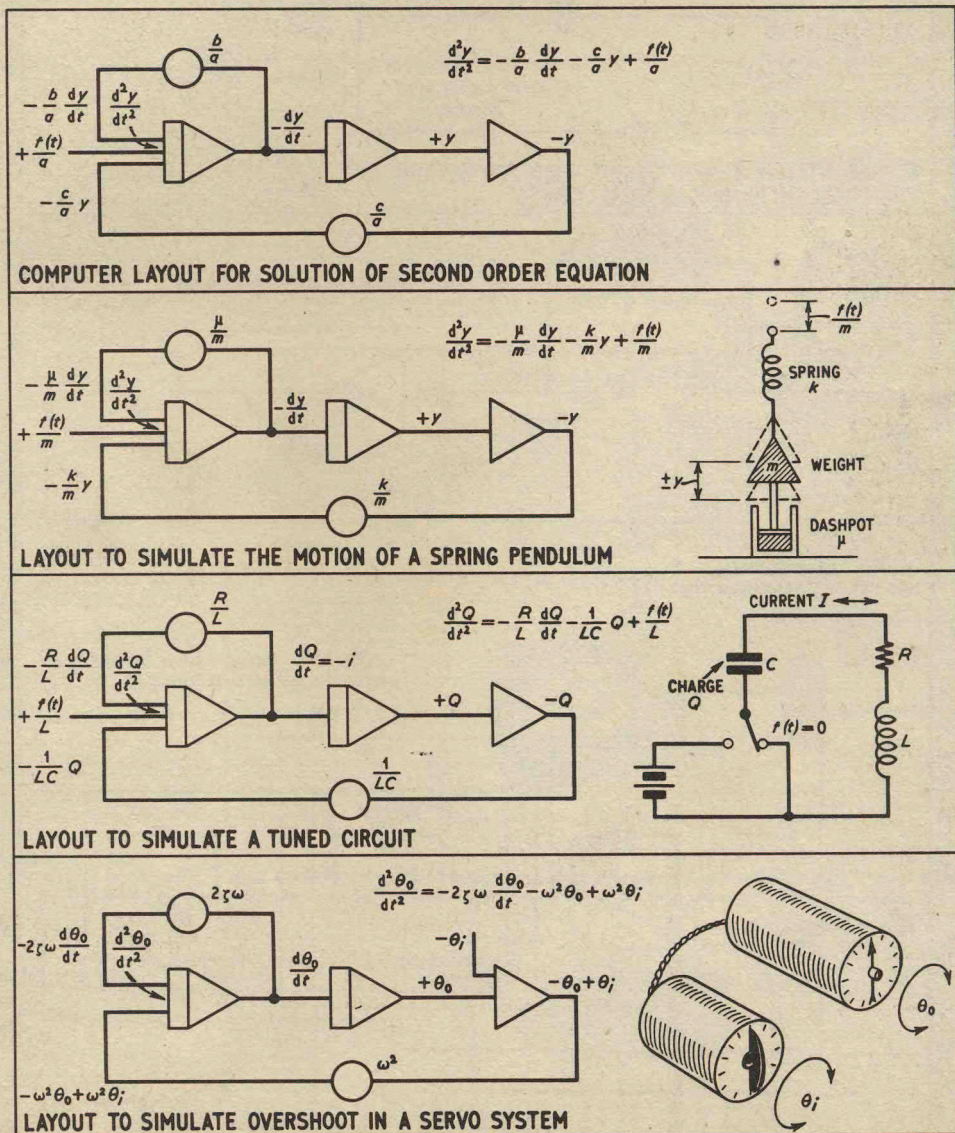 b/a
d²y/dt² = - b/a dy/dt - c/a y + f(t)/a
- b/a dy/dt
d²y/dt²
+ f(t)/a
- dy/dt
+y
-y
- c/a y
c/a
COMPUTER LAYOUT FOR SOLUTION OF SECOND ORDER EQUATION
μ/m
d²y/dt² = - μ/m dy/dt - k/m y + f(t)/m
- f(t)/m
- μ/m dy/dt
d²y/dt²
+ f(t)/m
- dy/dt
+y
-y
- k/m y
k/m
SPRING
k
m
WEIGHT
±y
DASHPOT
μ
LAYOUT TO SIMULATE THE MOTION OF A SPRING PENDULUM
R/L
d²Q/dt² = - R/L dQ/dt - 1/LC Q + f(t)/L
- R/L dQ/dt
d²Q/dt²
+ f(t)/L
dQ/dt = -i
+Q
-Q
- 1/LC Q
1/LC
CURRENT I
R
C
CHARGE
Q
f(t)=0
L
LAYOUT TO SIMULATE A TUNED CIRCUIT
2ζω
d²θ₀/dt² = -2ζω dθ₀/dt - ω²θ₀ + ω²θi
-2ζω dθ₀/dt
d²θ₀/dt²
dθ₀/dt
-θi
+θ₀
-θ₀+θi
ω²
-ω²θ₀+ω²θi
θ₀
θi
LAYOUT TO SIMULATE OVERSHOOT IN A SERVO SYSTEM